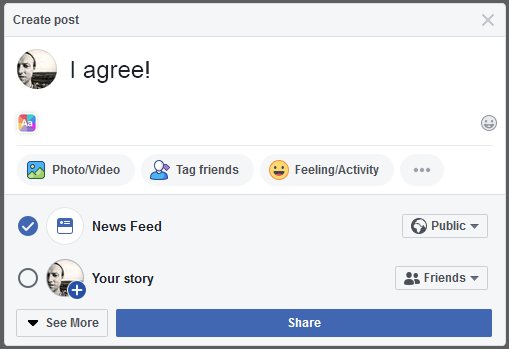 Create post
I agree!
Aa
Photo/Video
Tag friends
Feeling/Activity
News Feed
Public
Your story
Friends
See More
Share